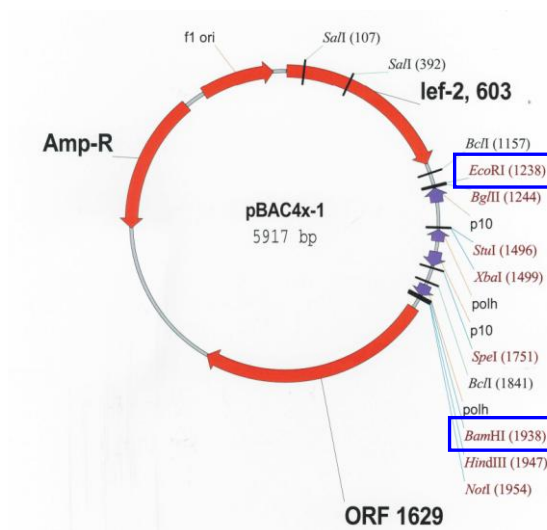 f1 ori
SalI (107)
SalI (392)
lef-2, 603
Amp-R
BclI (1157)
EcoRI (1238)
BglII (1244)
pBAC4x-1
5917 bp
p10
StuI (1496)
XbaI (1499)
polh
p10
SpeI (1751)
BclI (1841)
polh
BamHI (1938)
HindIII (1947)
NotI (1954)
ORF 1629